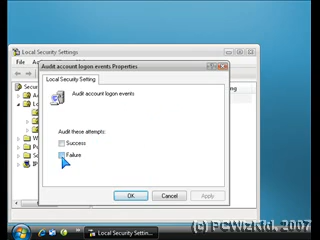 Local Security Settings
File
Audit account logon events Properties
Local Security Setting
Audit account logon events
Audit these attempts:
Success
Failure
OK
Cancel
Apply
Local Security Settin...
(c) PCWizKid, 2007